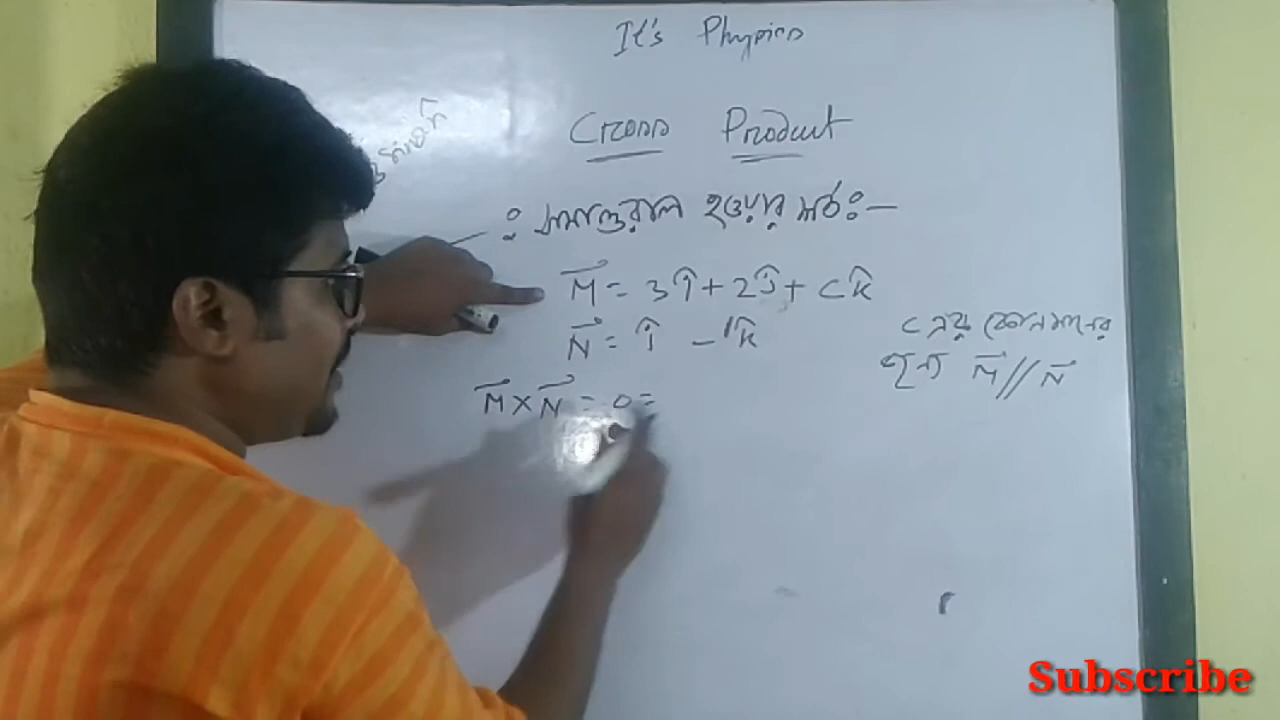 It's Physics
Cross Product
: সমান্তরাল হওয়ার শর্ত :-
M⃗ = 3î + 2ĵ + ck̂
N⃗ = î - 1k̂
c এর কোন মানের
জন্য M⃗ // N⃗
M⃗ × N⃗ = 0 =
Subscribe